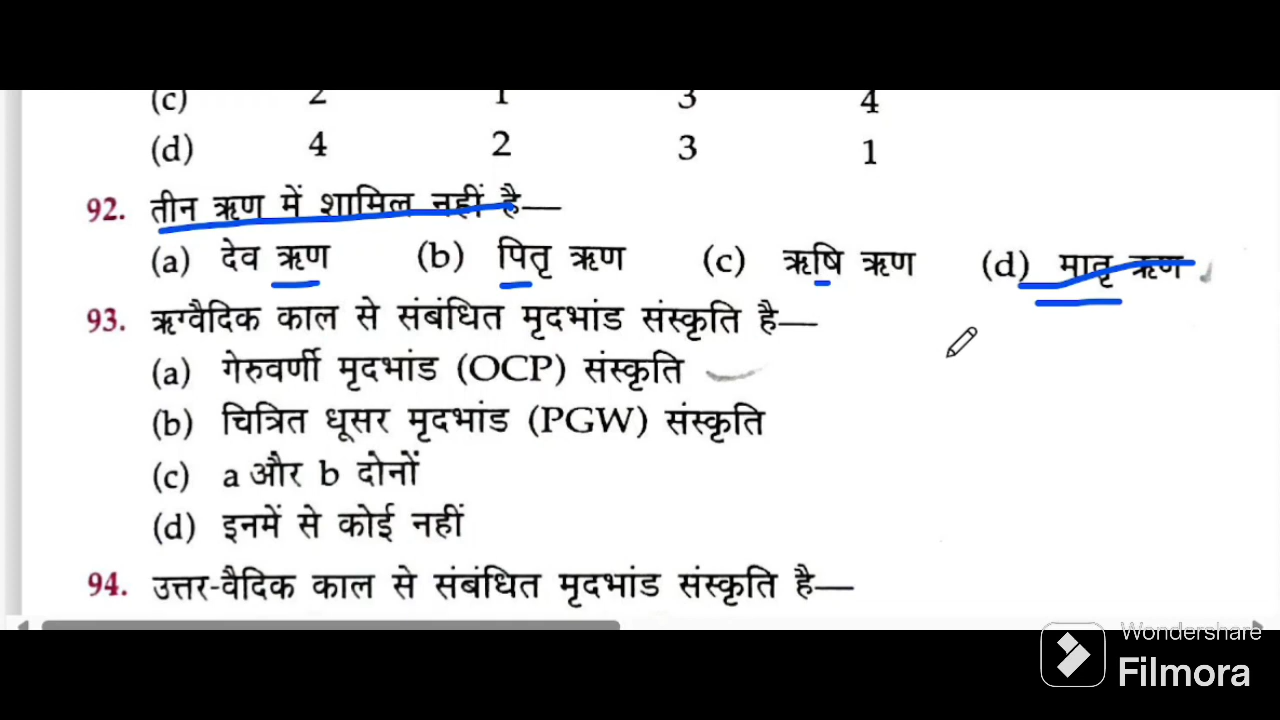 (c) 2 1 3 4
(d) 4 2 3 1
92. तीन ऋण में शामिल नहीं है—
(a) देव ऋण (b) पितृ ऋण (c) ऋषि ऋण (d) मातृ ऋण
93. ऋग्वैदिक काल से संबंधित मृदभांड संस्कृति है—
(a) गेरुवर्णी मृदभांड (OCP) संस्कृति
(b) चित्रित धूसर मृदभांड (PGW) संस्कृति
(c) a और b दोनों
(d) इनमें से कोई नहीं
94. उत्तर-वैदिक काल से संबंधित मृदभांड संस्कृति है—
Wondershare
Filmora